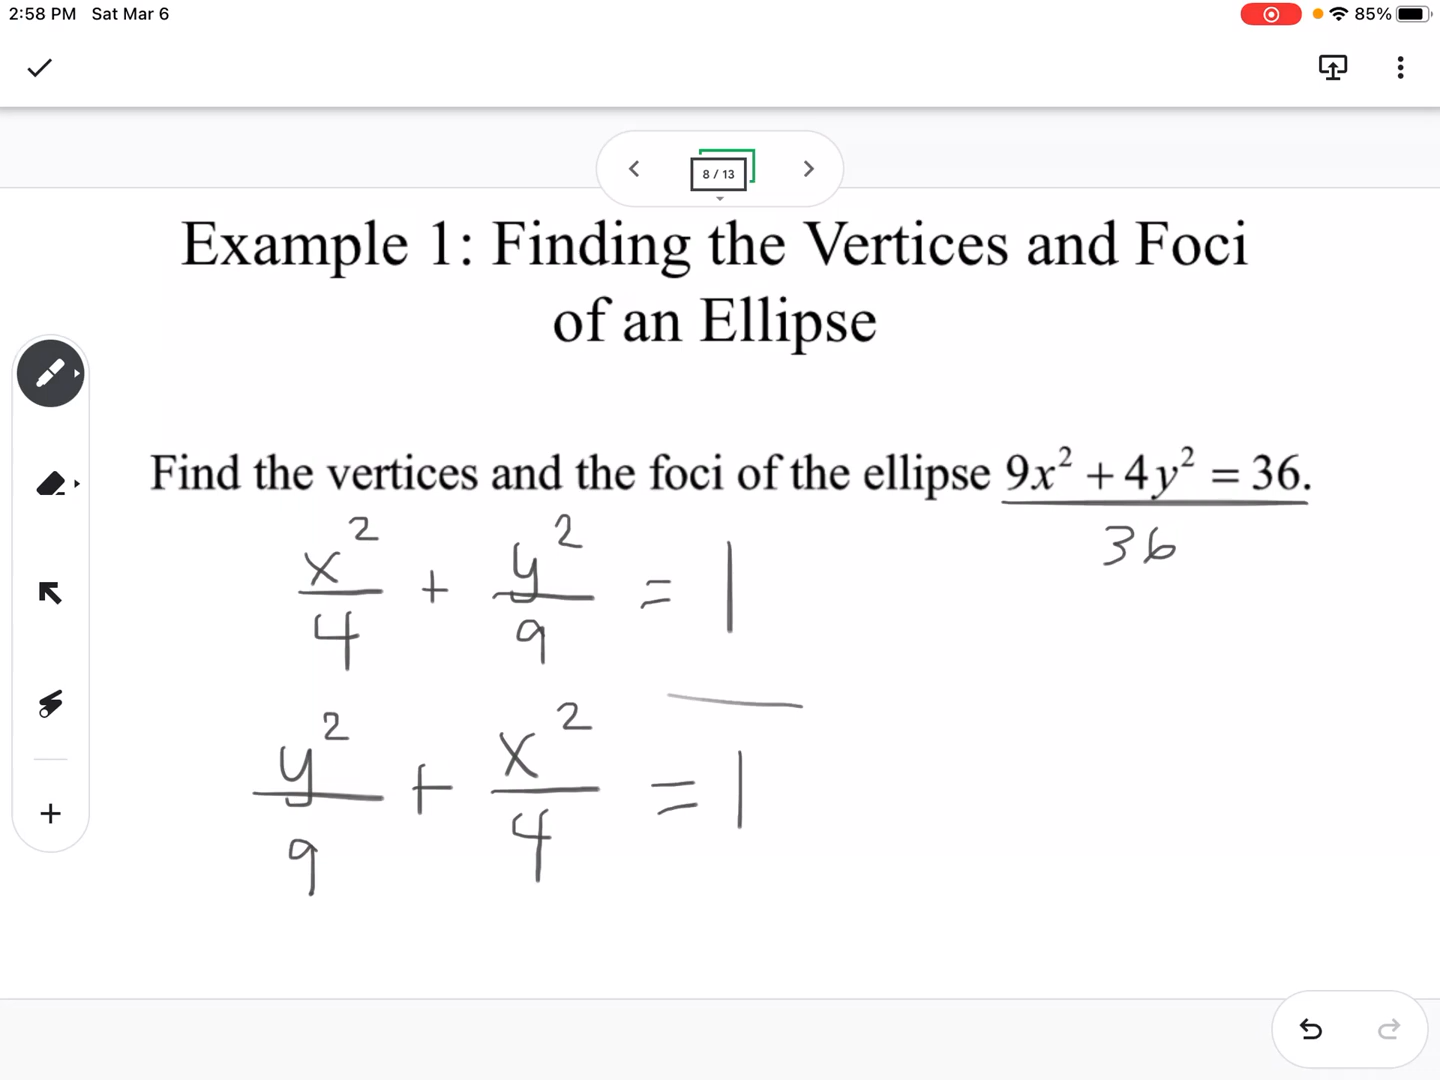 2:58 PM Sat Mar 6 85%
8 / 13
Example 1: Finding the Vertices and Foci
of an Ellipse
Find the vertices and the foci of the ellipse 9x² + 4y² = 36.
36
x²/4 + y²/9 = 1
y²/9 + x²/4 = 1